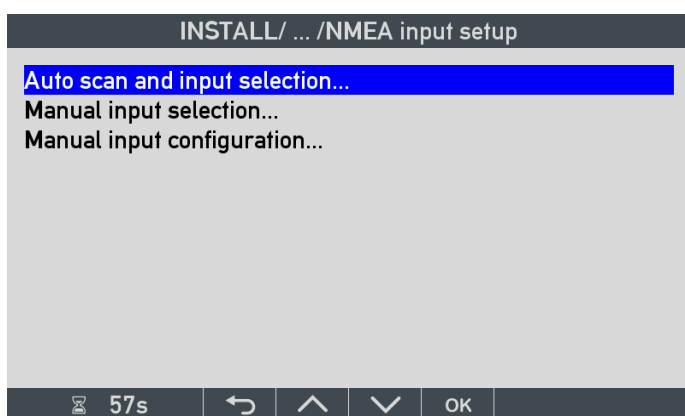 INSTALL/ ... /NMEA input setup
Auto scan and input selection...
Manual input selection...
Manual input configuration...
57s OK